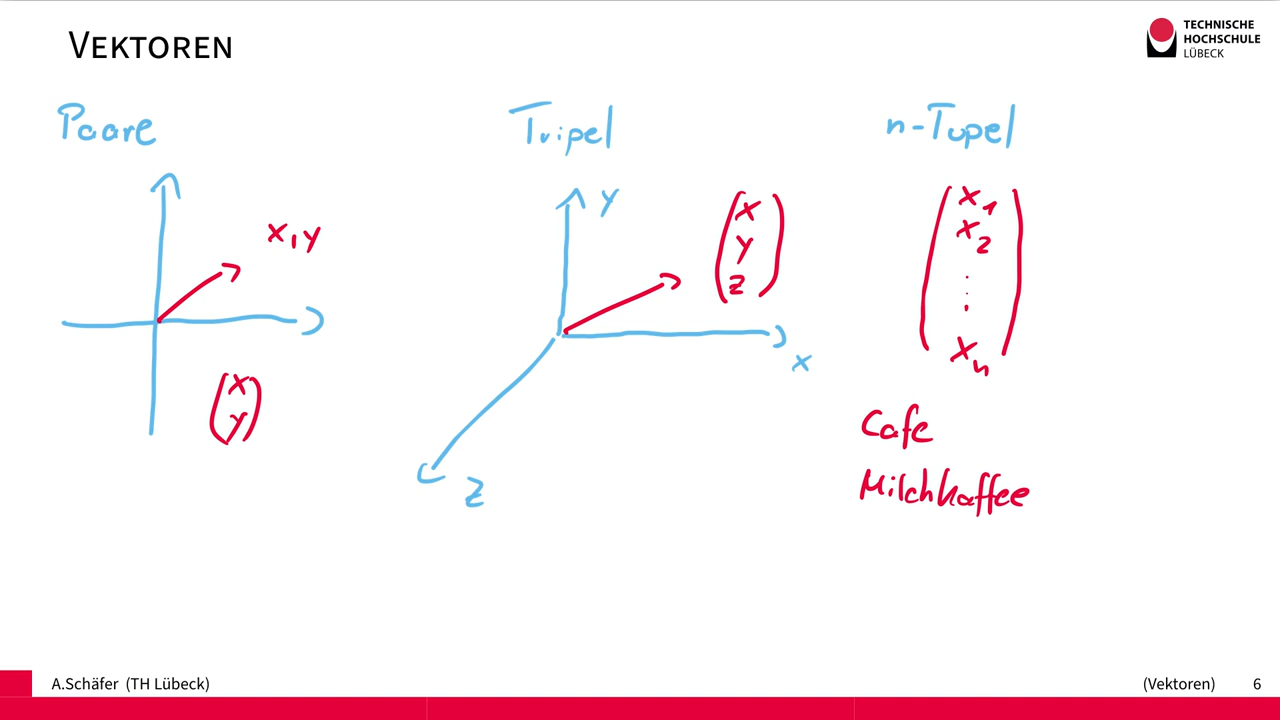 VEKTOREN
TECHNISCHE
HOCHSCHULE
LÜBECK
Paare
x, y
x
y
Tripel
y
x
y
z
x
z
n-Tupel
x1
x2
⋮
xn
Cafe
Milchkaffee
A.Schäfer (TH Lübeck)
(Vektoren) 6